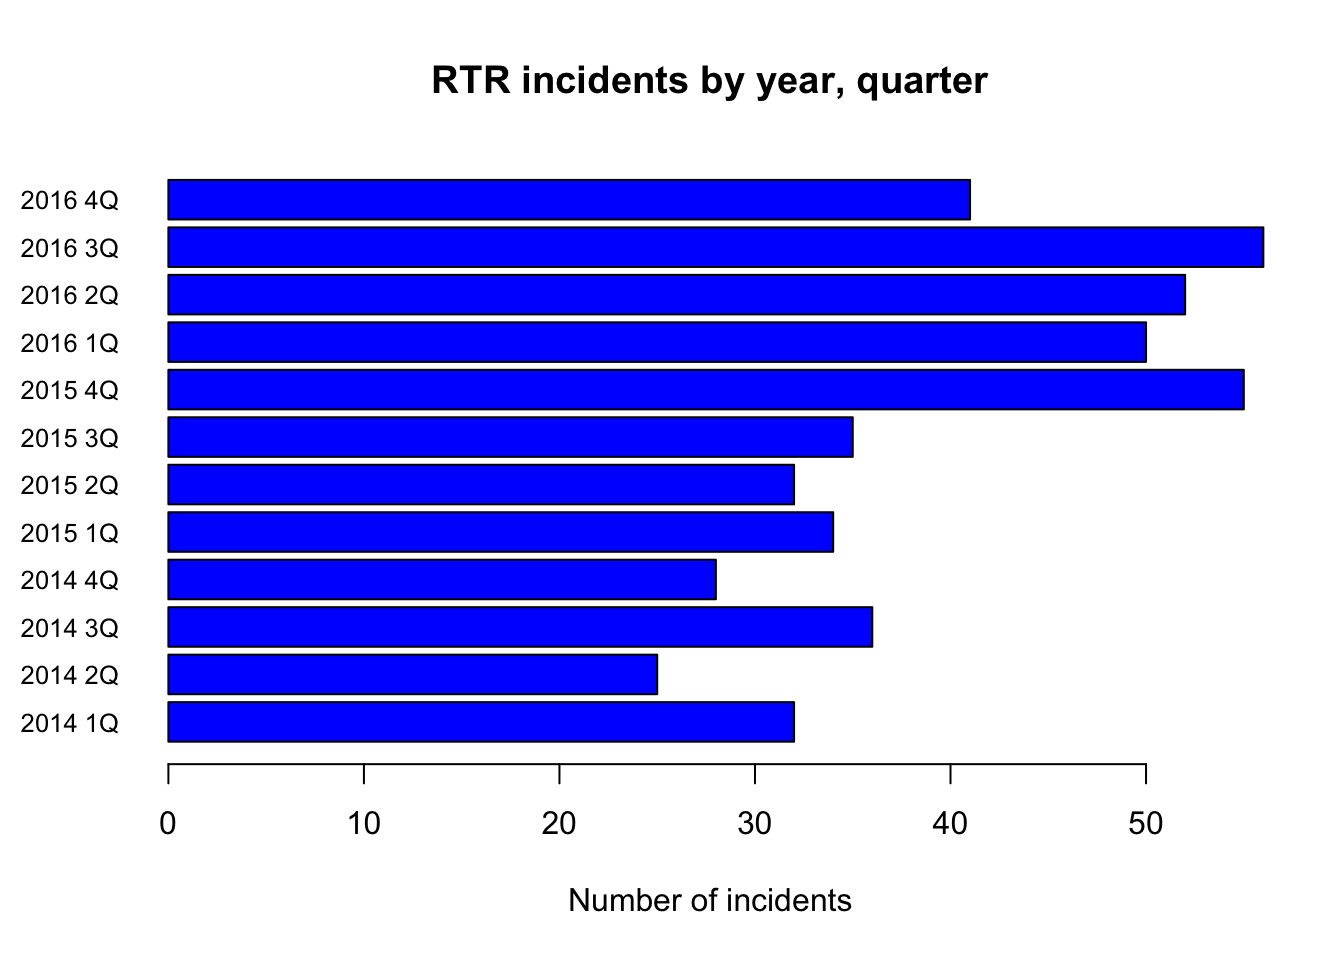 RTR incidents by year, quarter
2016 4Q
2016 3Q
2016 2Q
2016 1Q
2015 4Q
2015 3Q
2015 2Q
2015 1Q
2014 4Q
2014 3Q
2014 2Q
2014 1Q
0 10 20 30 40 50
Number of incidents